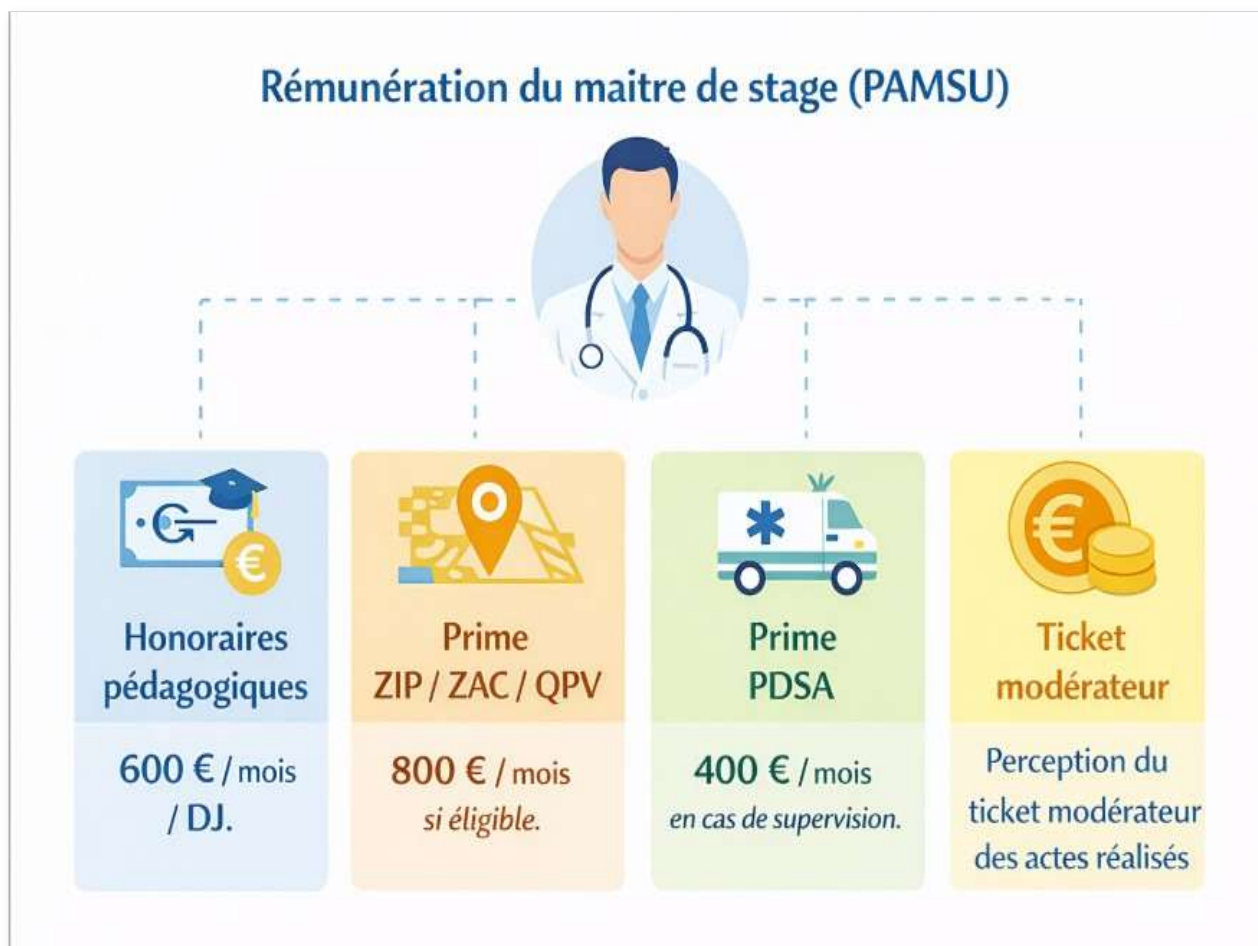 Rémunération du maitre de stage (PAMSU)
Honoraires
pédagogiques
600 € / mois
/ DJ.
Prime
ZIP / ZAC / QPV
800 € / mois
si éligible.
Prime
PDSA
400 € / mois
en cas de supervision.
Ticket
modérateur
Perception du
ticket modérateur
des actes réalisés